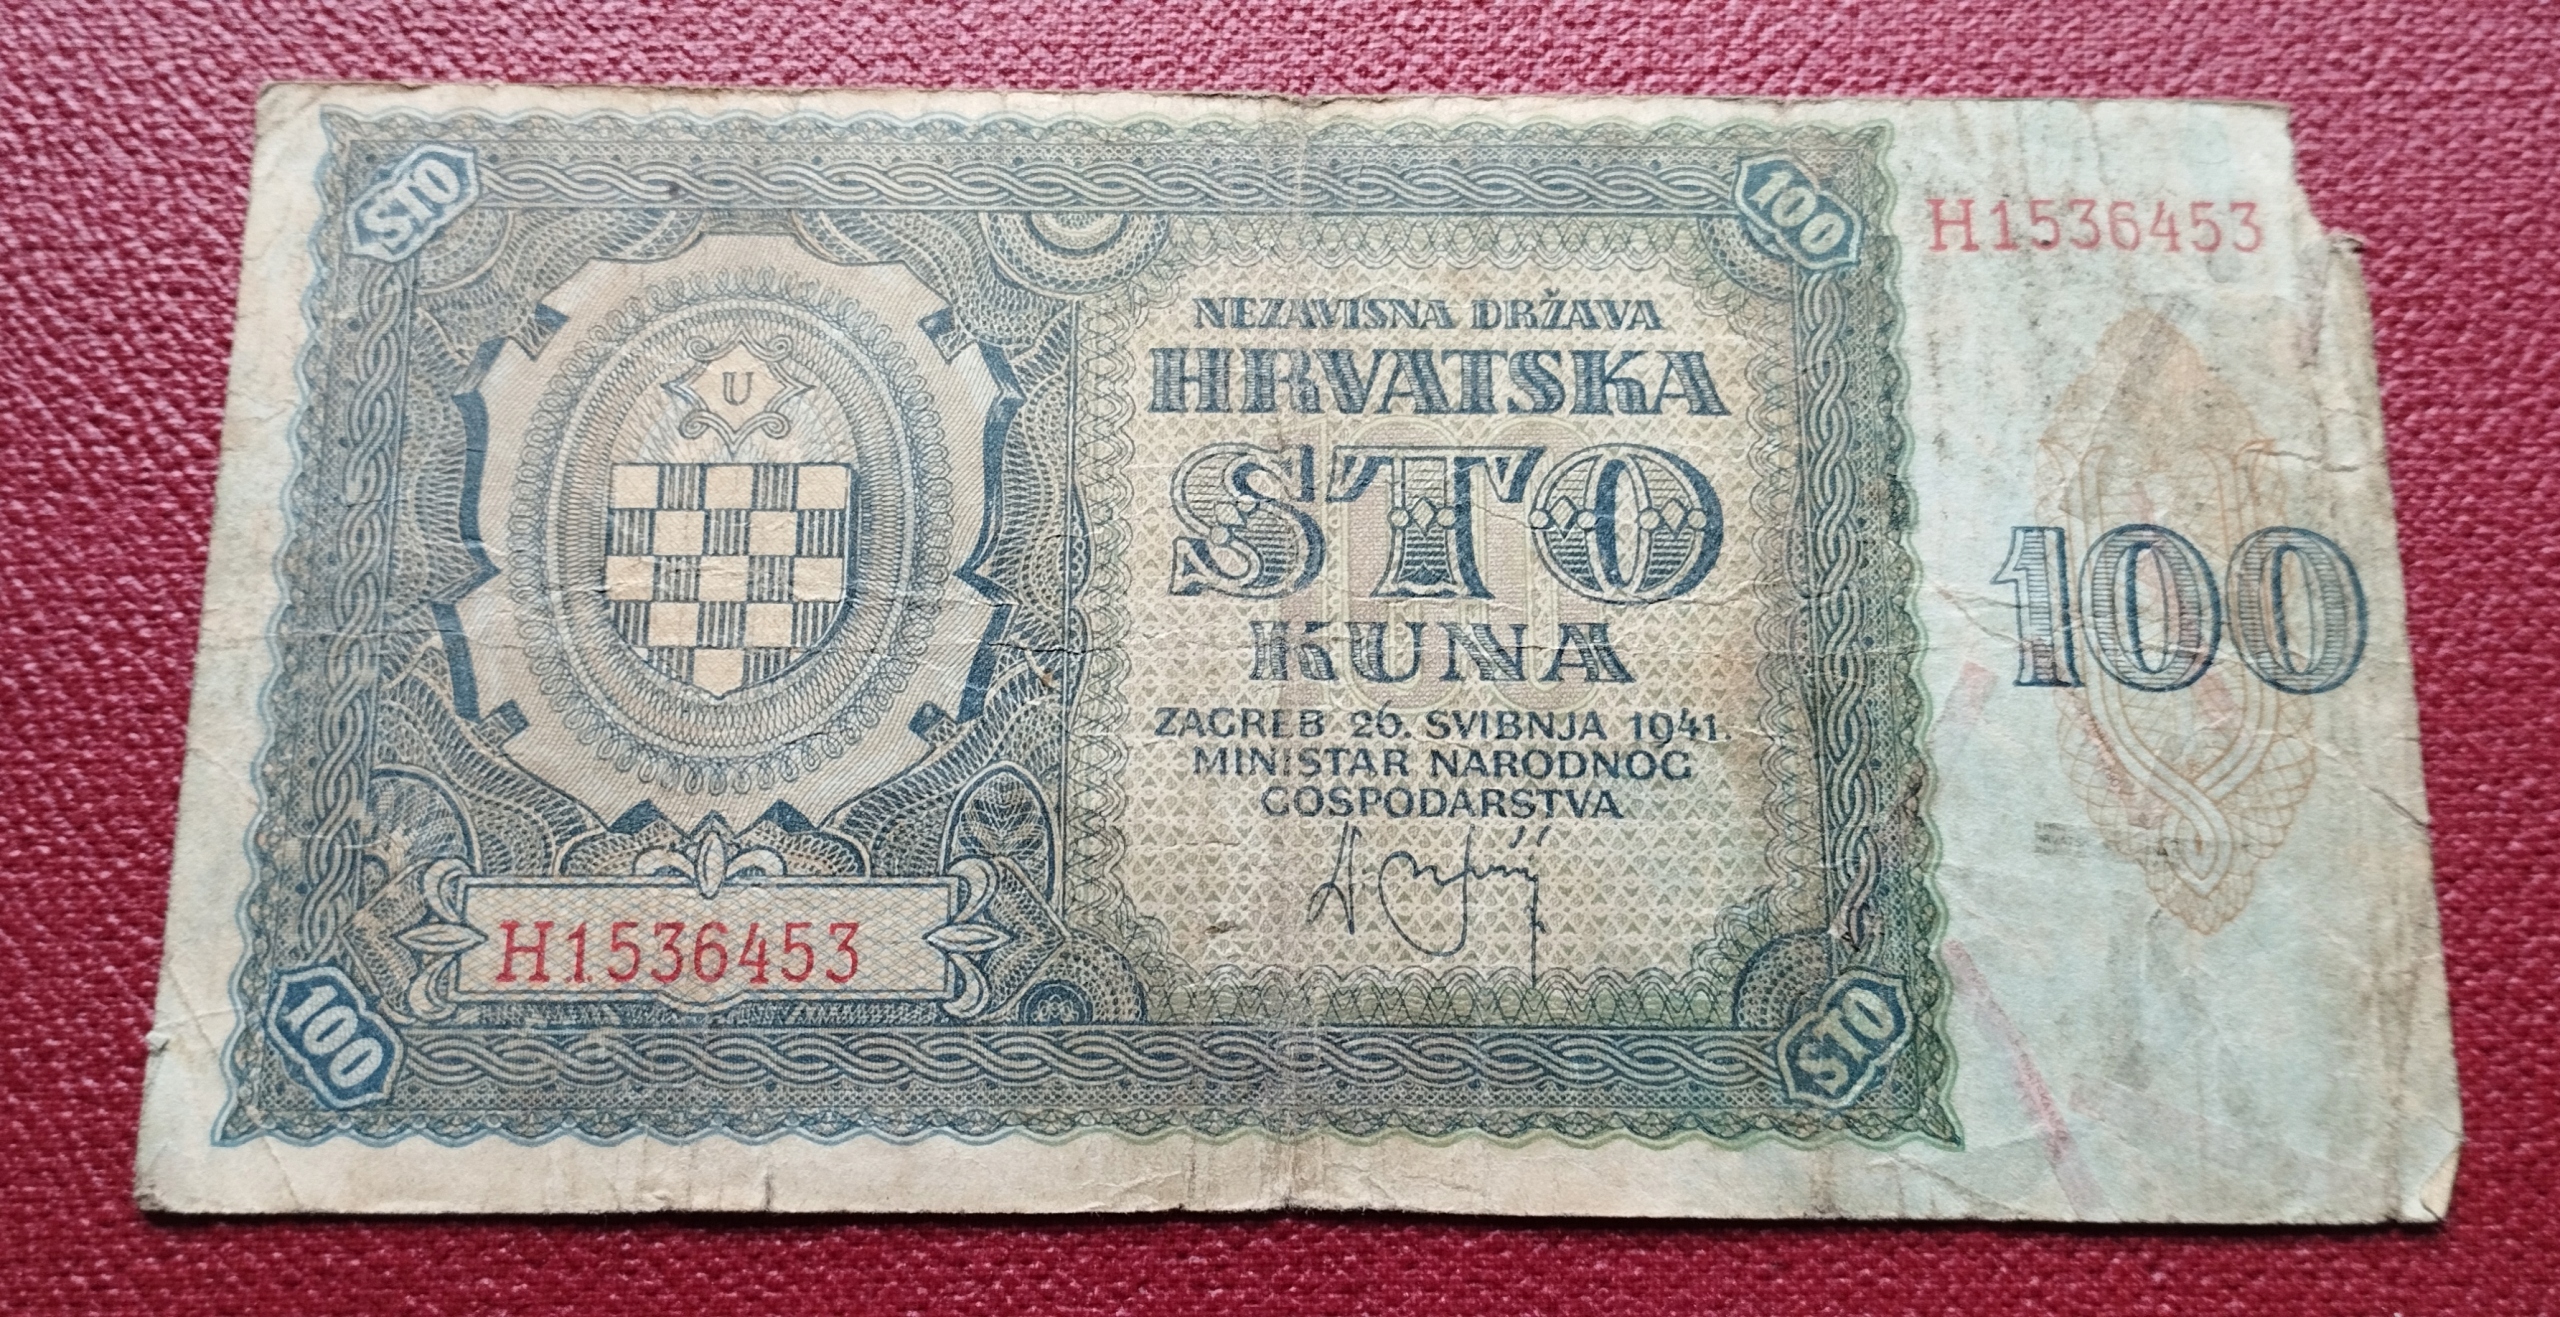 STO
100
H1536453
U
NEZAVISNA DRŽAVA
HRVATSKA
STO
KUNA
100
ZAGREB 26. SVIBNJA 1941.
MINISTAR NARODNOG
GOSPODARSTVA
H1536453
100
STO